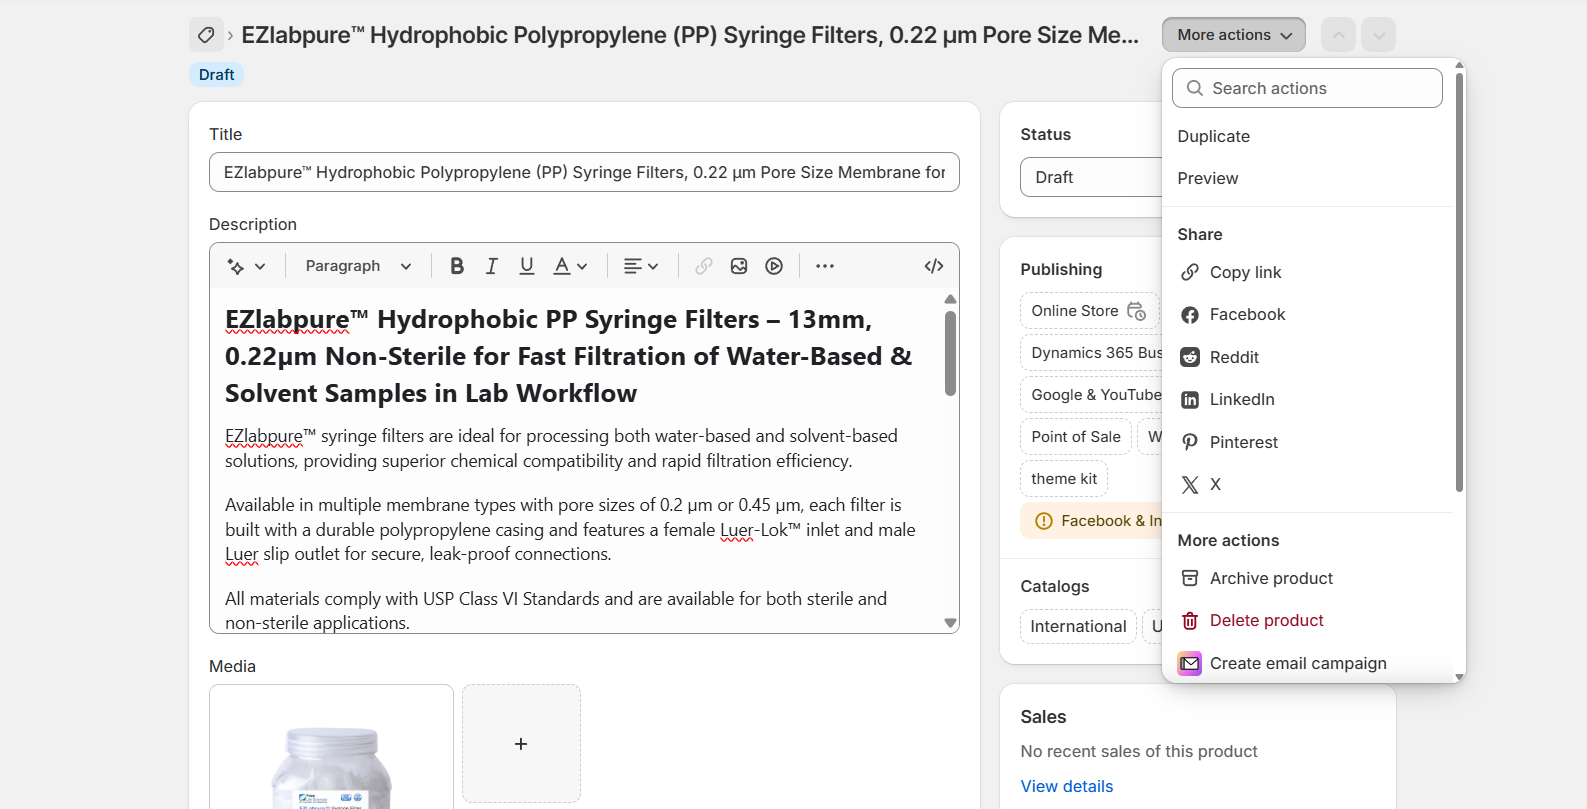 EZlabpure™ Hydrophobic Polypropylene (PP) Syringe Filters, 0.22 µm Pore Size Me...
More actions
Draft
Title
EZlabpure™ Hydrophobic Polypropylene (PP) Syringe Filters, 0.22 µm Pore Size Membrane for
Description
Paragraph
EZlabpure™ Hydrophobic PP Syringe Filters – 13mm,
0.22µm Non-Sterile for Fast Filtration of Water-Based &
Solvent Samples in Lab Workflow
EZlabpure™ syringe filters are ideal for processing both water-based and solvent-based
solutions, providing superior chemical compatibility and rapid filtration efficiency.
Available in multiple membrane types with pore sizes of 0.2 µm or 0.45 µm, each filter is
built with a durable polypropylene casing and features a female Luer-Lok™ inlet and male
Luer slip outlet for secure, leak-proof connections.
All materials comply with USP Class VI Standards and are available for both sterile and
non-sterile applications.
Media
Status
Draft
Publishing
Online Store
Dynamics 365 Bus
Google & YouTube
Point of Sale
W
theme kit
Facebook & In
Catalogs
International
U
Sales
No recent sales of this product
View details
Search actions
Duplicate
Preview
Share
Copy link
Facebook
Reddit
LinkedIn
Pinterest
X
More actions
Archive product
Delete product
Create email campaign